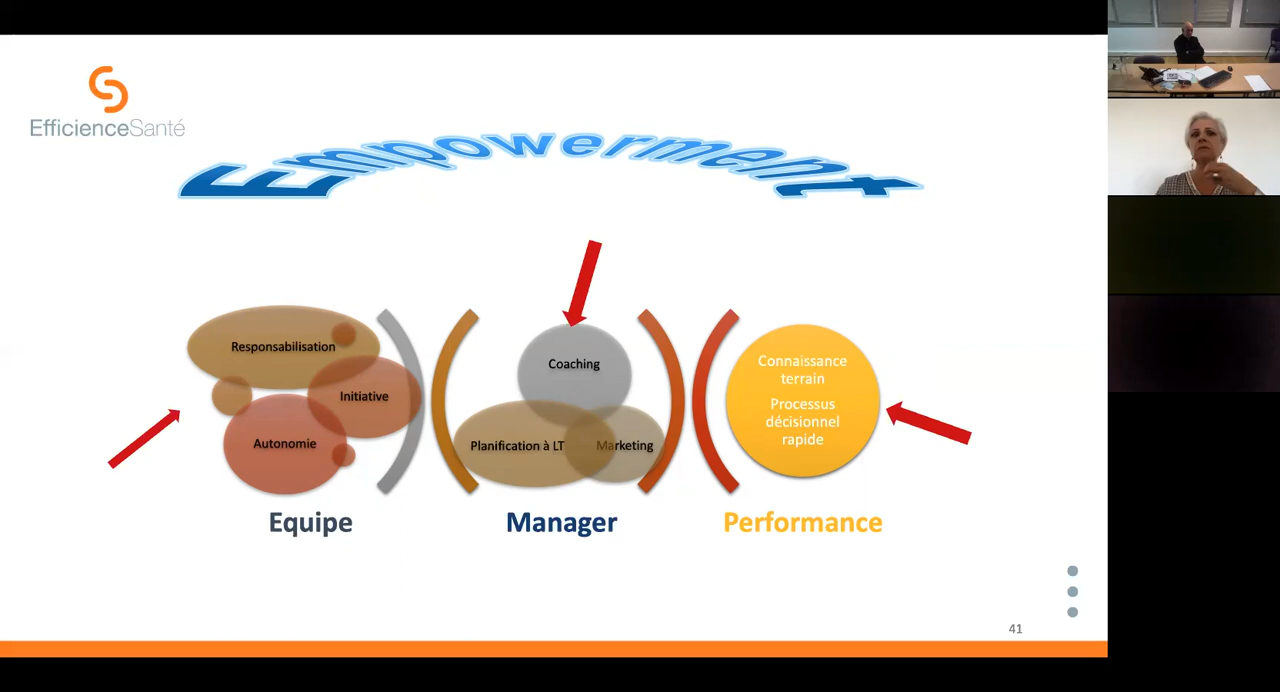 EfficienceSanté
Empowerment
Responsabilisation
Initiative
Autonomie
Equipe
Coaching
Planification à LT
Marketing
Manager
Connaissance
terrain
Processus
décisionnel
rapide
Performance
41